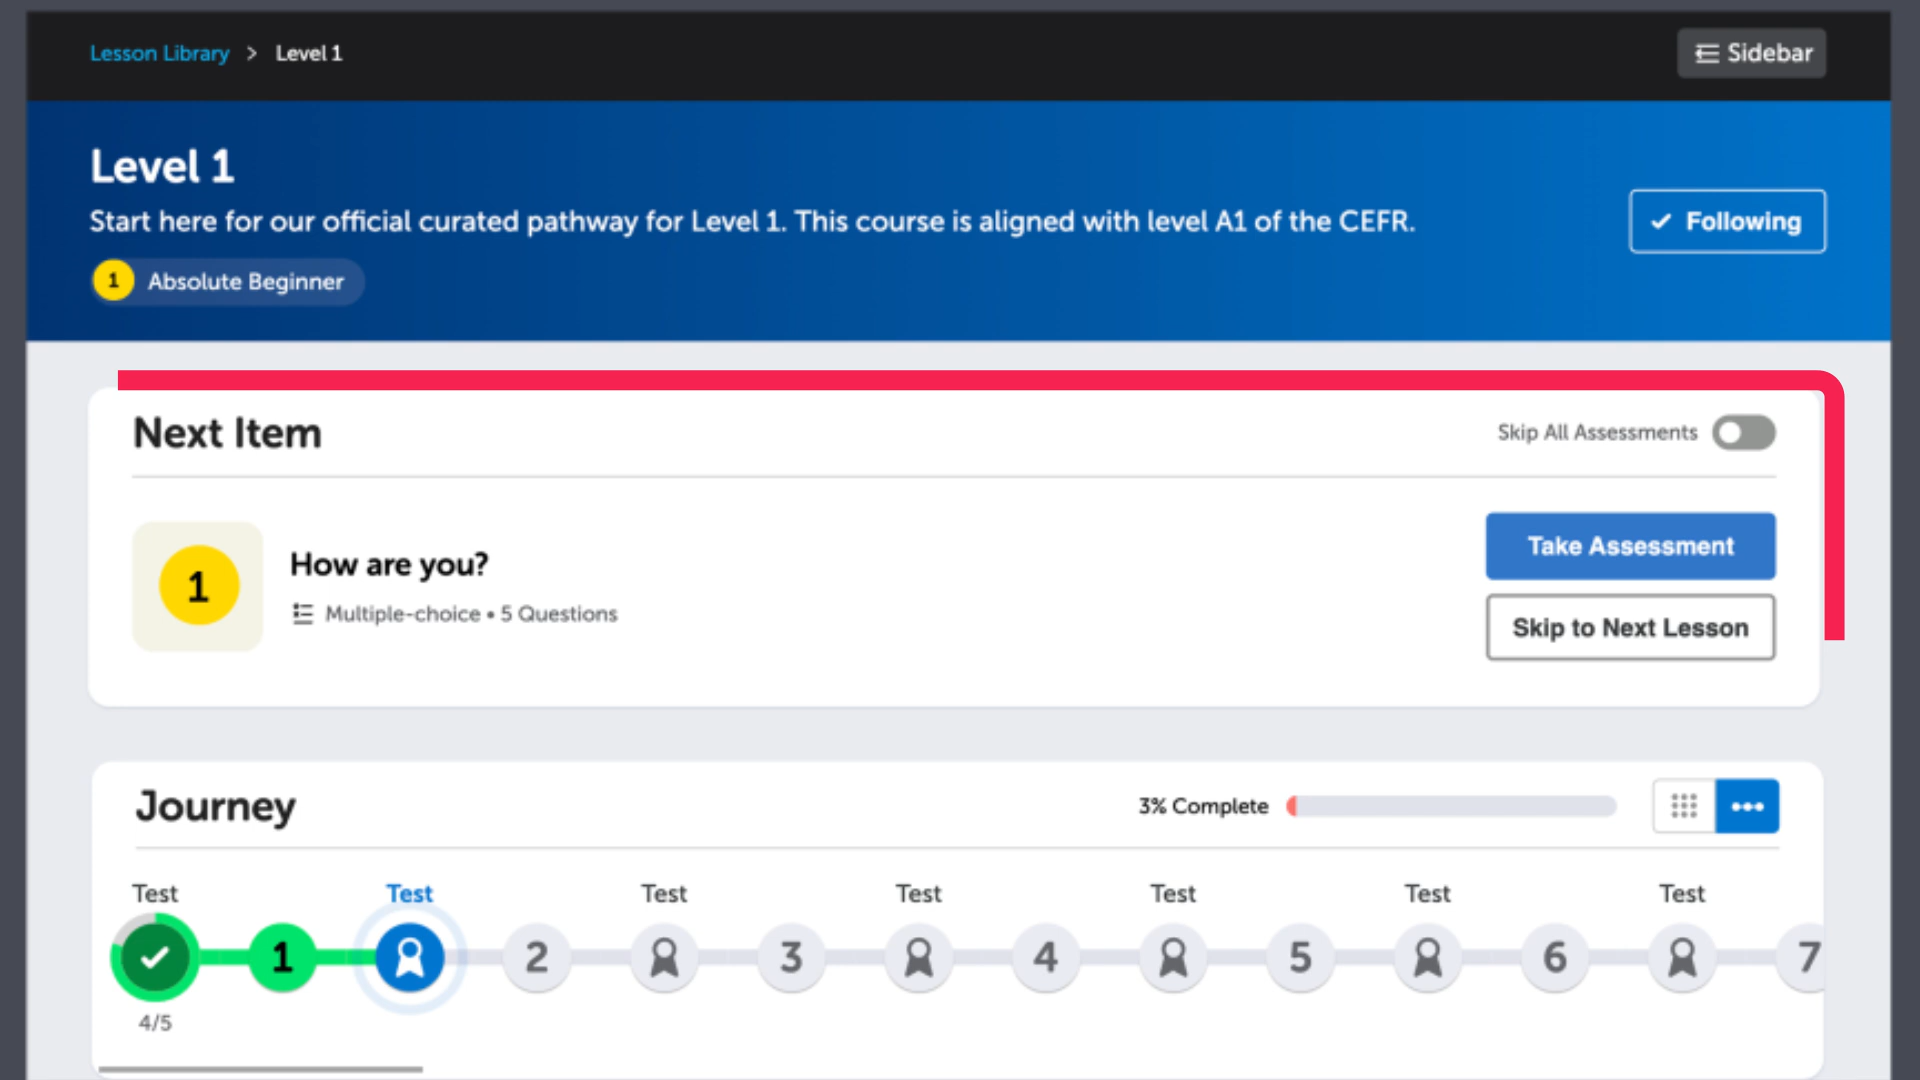 Lesson Library > Level 1
Sidebar
Level 1
Start here for our official curated pathway for Level 1. This course is aligned with level A1 of the CEFR.
Following
1 Absolute Beginner
Next Item
Skip All Assessments
1
How are you?
Multiple-choice • 5 Questions
Take Assessment
Skip to Next Lesson
Journey
3% Complete
Test Test Test Test Test Test Test
1 2 3 4 5 6 7
4/5